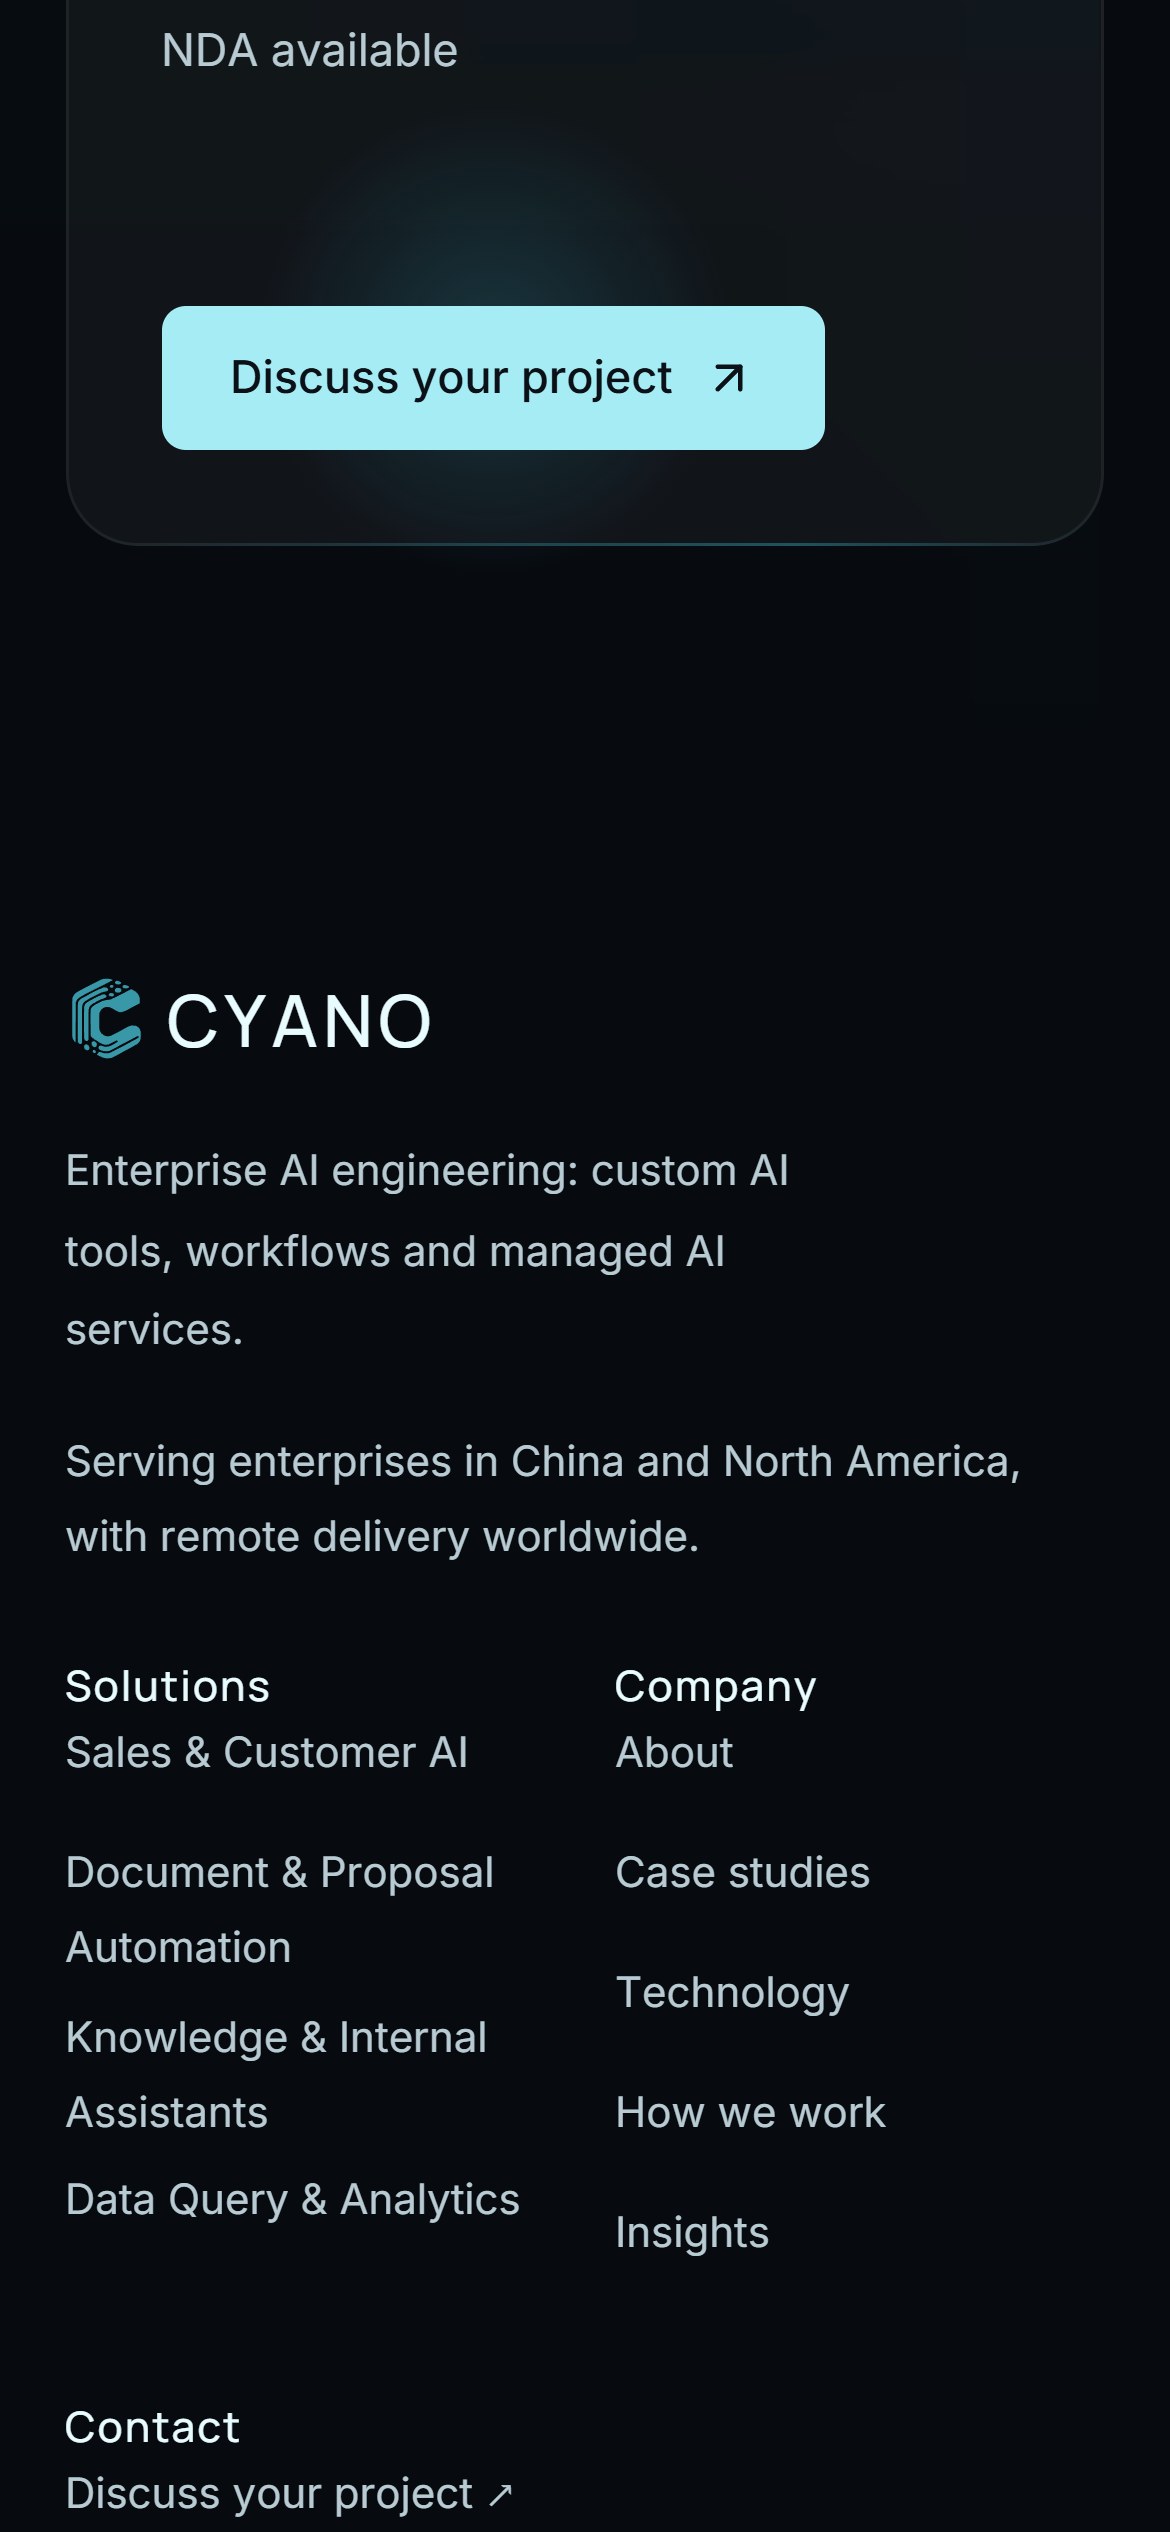 NDA available
Discuss your project
CYANO
Enterprise AI engineering: custom AI
tools, workflows and managed AI
services.
Serving enterprises in China and North America,
with remote delivery worldwide.
Solutions
Sales & Customer AI
Document & Proposal
Automation
Knowledge & Internal
Assistants
Data Query & Analytics
Company
About
Case studies
Technology
How we work
Insights
Contact
Discuss your project ↗